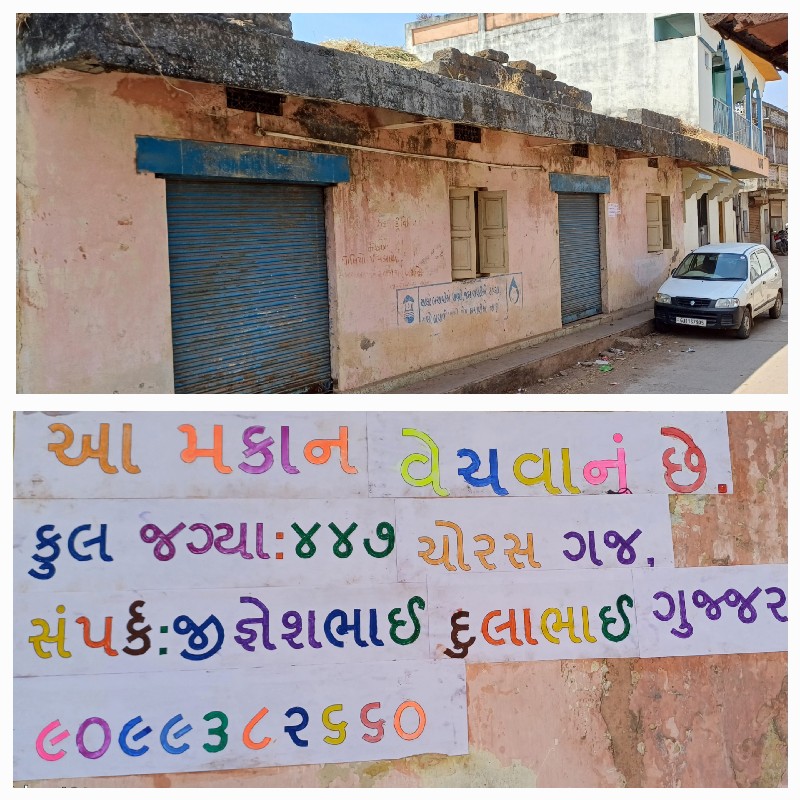 આ મકાન વેચવાનું છે.
કુલ જગ્યા:૪૪૭ ચોરસ ગજ,
સંપર્ક:જીજ્ઞેશભાઈ દુલાભાઈ ગુજ્જર
૯૦૯૯૩૮૨૬૬૦